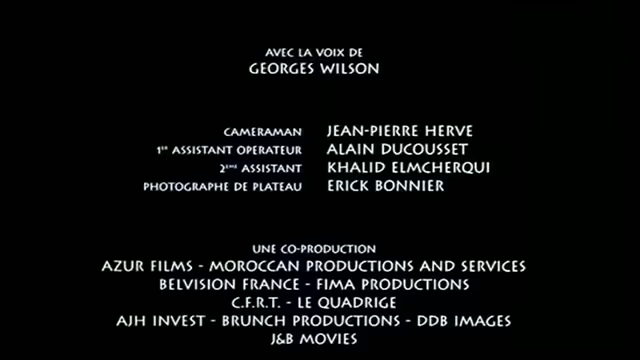 AVEC LA VOIX DE
GEORGES WILSON
CAMERAMAN JEAN-PIERRE HERVE
1ER ASSISTANT OPERATEUR ALAIN DUCOUSSET
2EME ASSISTANT KHALID ELMCHERQUI
PHOTOGRAPHE DE PLATEAU ERICK BONNIER
UNE CO-PRODUCTION
AZUR FILMS - MOROCCAN PRODUCTIONS AND SERVICES
BELVISION FRANCE - FIMA PRODUCTIONS
C.F.R.T. - LE QUADRIGE
AJH INVEST - BRUNCH PRODUCTIONS - DDB IMAGES
J&B MOVIES